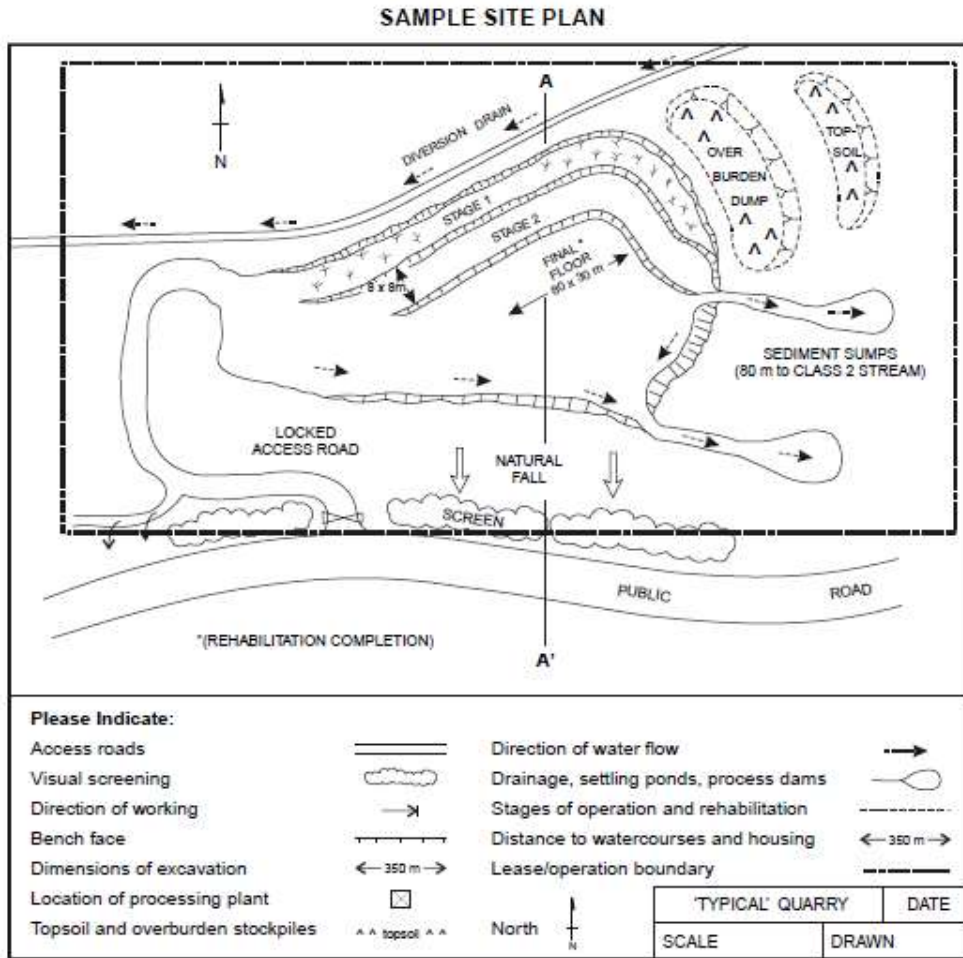 SAMPLE SITE PLAN
A
N
DIVERSION DRAIN
STAGE 1
STAGE 2
8 x 8m
FINAL*
FLOOR
80 x 30 m
OVER
BURDEN
DUMP
TOP-
SOIL
SEDIMENT SUMPS
(80 m to CLASS 2 STREAM)
LOCKED
ACCESS ROAD
NATURAL
FALL
SCREEN
PUBLIC ROAD
*(REHABILITATION COMPLETION)
A'
Please Indicate:
Access roads
Visual screening
Direction of working
Bench face
Dimensions of excavation 350 m
Location of processing plant
Topsoil and overburden stockpiles ^ ^ topsoil ^ ^
Direction of water flow
Drainage, settling ponds, process dams
Stages of operation and rehabilitation
Distance to watercourses and housing 350 m
Lease/operation boundary
North N
'TYPICAL' QUARRY DATE
SCALE DRAWN